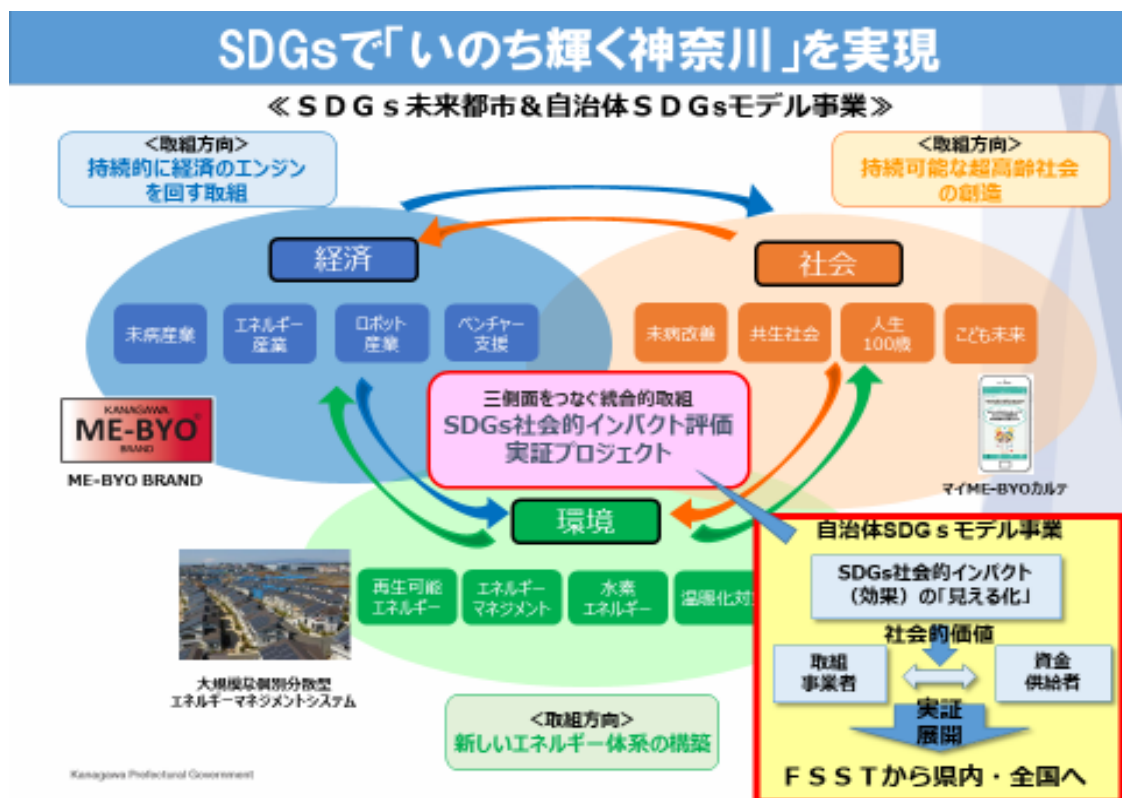 SDGsで「いのち輝く神奈川」を実現
≪ＳＤＧｓ未来都市＆自治体ＳＤＧsモデル事業≫
＜取組方向＞
持続的に経済のエンジン
を回す取組
＜取組方向＞
持続可能な超高齢社会
の創造
経済
社会
未病産業
エネルギー
産業
ロボット
産業
ベンチャー
支援
未病改善
共生社会
人生
100歳
こども未来
三側面をつなぐ統合的取組
SDGs社会的インパクト評価
実証プロジェクト
KANAGAWA
ME-BYO®
BRAND
ME-BYO BRAND
マイME-BYOカルテ
環境
再生可能
エネルギー
エネルギー
マネジメント
水素
エネルギー
温暖化対
大規模な個別分散型
エネルギーマネジメントシステム
＜取組方向＞
新しいエネルギー体系の構築
自治体SDGｓモデル事業
SDGs社会的インパクト
（効果）の「見える化」
社会的価値
取組
事業者
資金
供給者
実証
展開
ＦＳＳＴから県内・全国へ
Kanagawa Prefectural Government